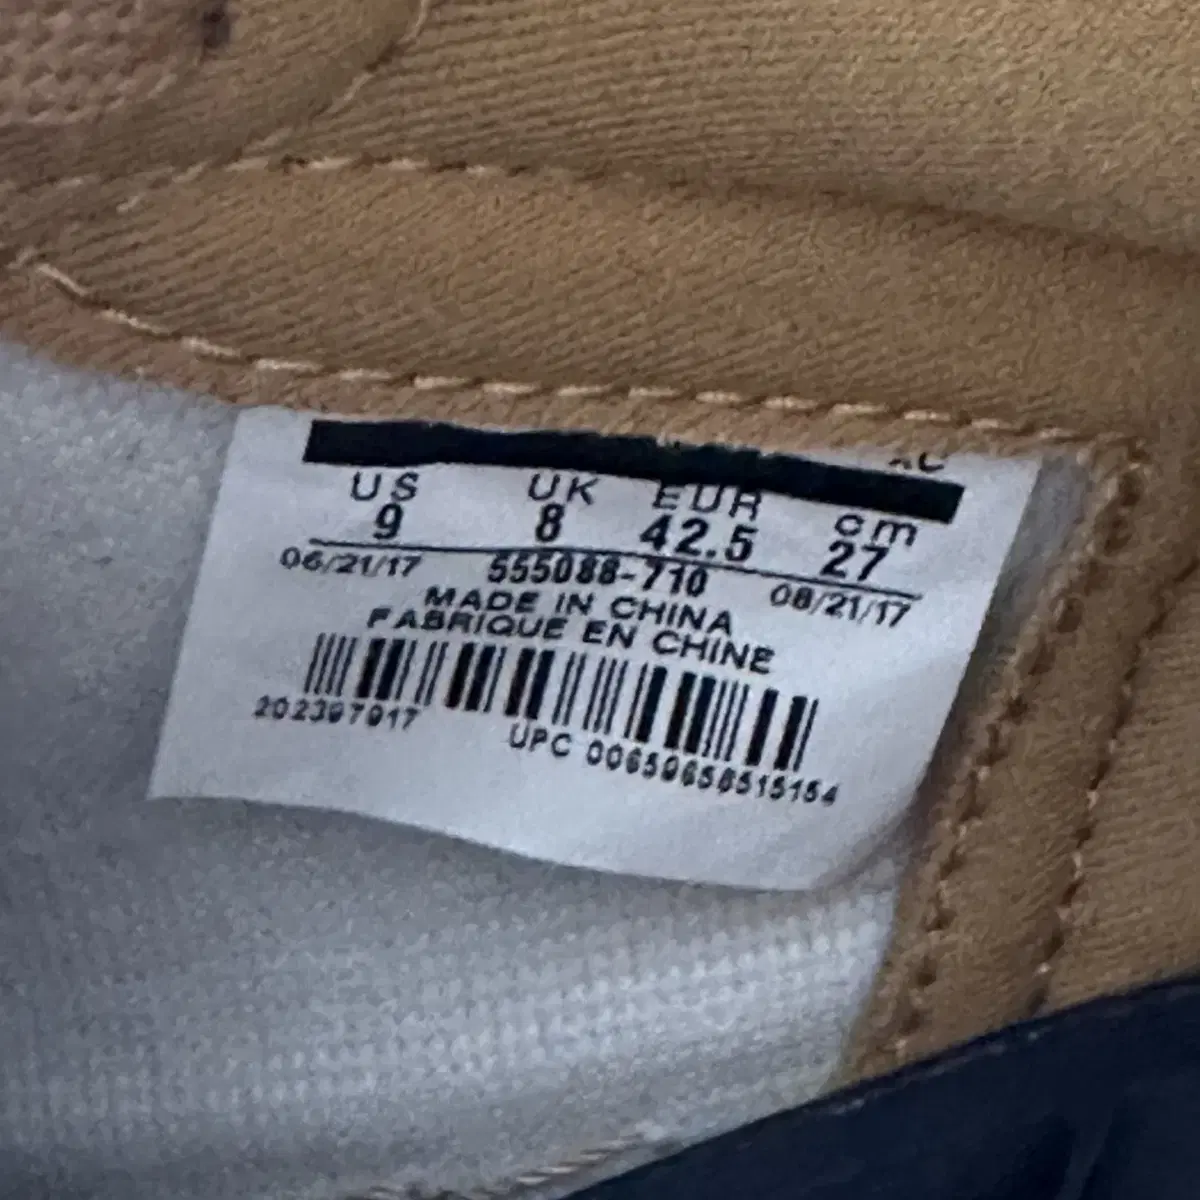 XC
US UK EUR cm
9 8 42.5 27
06/21/17 555088-710 08/21/17
MADE IN CHINA
FABRIQUE EN CHINE
202397917
UPC 00659658515154